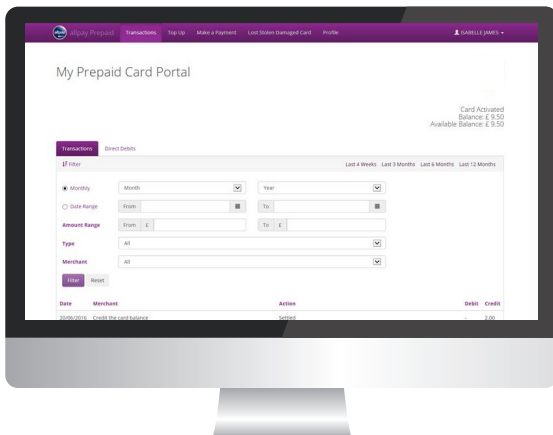 allpay
allpay Prepaid Transactions Top Up Make a Payment Lost Stolen Damaged Card Profile ISABELLE JAMES
My Prepaid Card Portal
Card Activated
Balance: £ 9.50
Available Balance: £ 9.50
Transactions Direct Debits
Filter Last 4 Weeks Last 3 Months Last 6 Months Last 12 Months
Monthly Month Year
Date Range From To
Amount Range From £ To £
Type All
Merchant All
Filter Reset
Date Merchant Action Debit Credit
20/06/2016 Credit the card balance Settled - 2.00